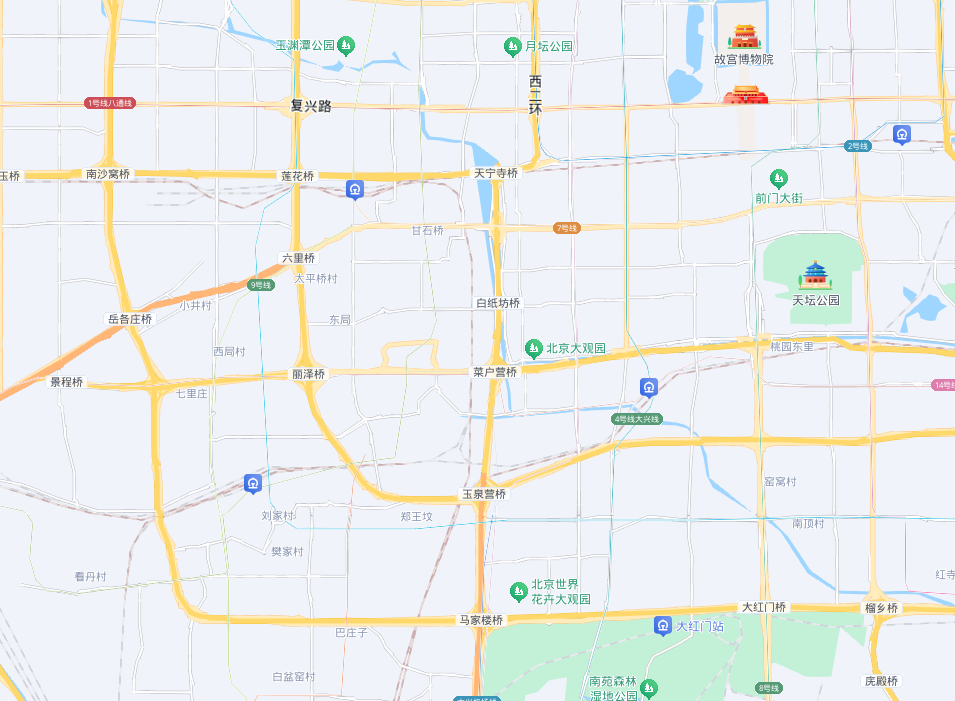 玉渊潭公园
月坛公园
故宫博物院
西二环
1号线八通线
复兴路
2号线
玉桥
南沙窝桥
莲花桥
天宁寺桥
前门大街
甘石桥
7号线
六里桥
太平桥村
9号线
天坛公园
小井村
白纸坊桥
岳各庄桥
东局
西局村
北京大观园
桃园东里
景程桥
丽泽桥
菜户营桥
14号线
七里庄
4号线大兴线
窑窝村
玉泉营桥
刘家村
郑王坟
南顶村
樊家村
看丹村
红寺
北京世界
花卉大观园
大红门桥
榴乡桥
马家楼桥
巴庄子
大红门站
白盆窑村
南苑森林
湿地公园
8号线
庑殿桥